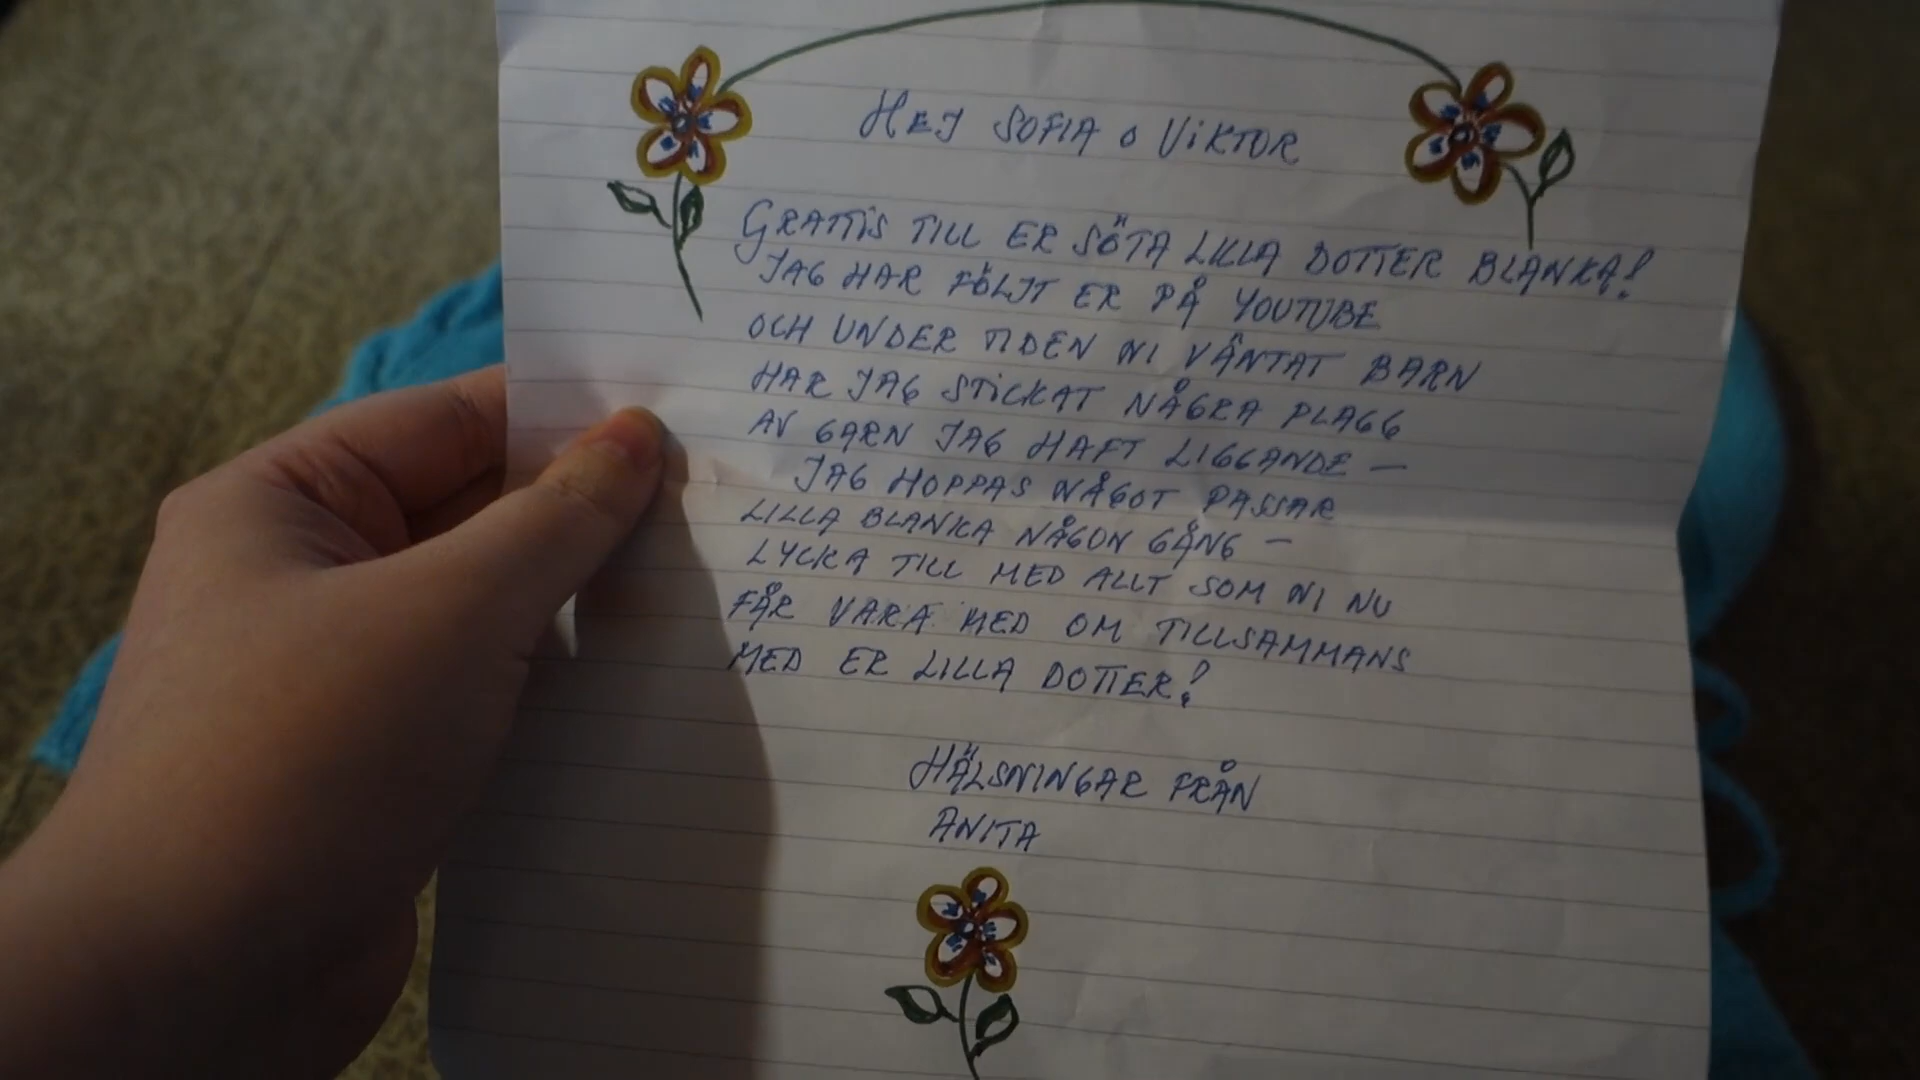 HEJ SOFIA O ViKTOR
GRATTiS TILL ER SÖTA LILLA DOTTER BLANKA!
JAG HAR FÖLJT ER PÅ YOUTUBE
OCH UNDER TIDEN NI VÄNTAT BARN
HAR JAG STiCKAT NÅGRA PLAGG
AV GARN JAG HAFT LIGGANDE —
JAG HOPPAS NÅGOT PASSAR
LILLA BLANKA NÅGON GÅNG —
LYCKA TILL MED ALLT SOM NI NU
FÅR VARA MED OM TILLSAMMANS
MED ER LILLA DOTTER!
HÄLSNINGAR FRÅN
ANITA